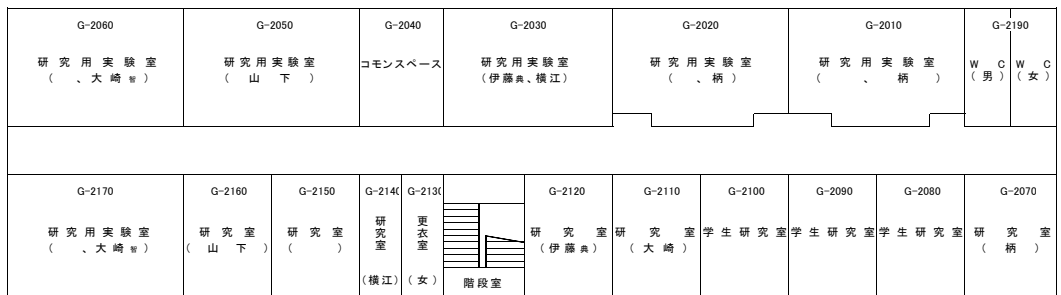 G-2060
研究用実験室
( 、大崎智)
G-2050
研究用実験室
(山下)
G-2040
コモンスペース
G-2030
研究用実験室
(伊藤典、横江)
G-2020
研究用実験室
( 、柄)
G-2010
研究用実験室
( 、柄)
G-2190
WC
(男)
WC
(女)
G-2170
研究用実験室
( 、大崎智)
G-2160
研究室
(山下)
G-2150
研究室
( )
G-2140
研究室
(横江)
G-2130
更衣室
(女)
階段室
G-2120
研究室
(伊藤典)
G-2110
研究室
(大崎)
G-2100
学生研究室
G-2090
学生研究室
G-2080
学生研究室
G-2070
研究室
(柄)